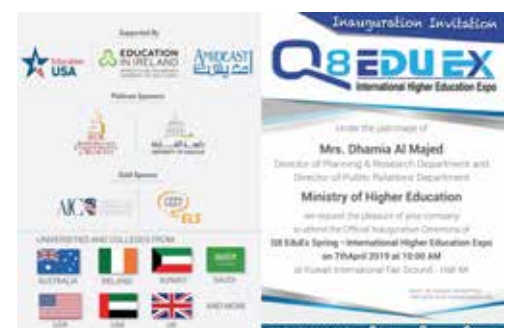 Supported By
Education
USA
EDUCATION
IN IRELAND
AMIDEAST
أمديست
Platinum Sponsors
Gold Sponsor
AIC
ELS
UNIVERSITIES AND COLLEGES FROM
AUSTRALIA
IRELAND
KUWAIT
SAUDI
USA
UAE
UK
AND MORE
Inauguration Invitation
Q8 EDU EX
International Higher Education Expo
Under the patronage of
Mrs. Dhamia Al Majed
Director of Planning & Research Department and
Director of Public Relations Department
Ministry of Higher Education
we request the pleasure of your company
to attend the Official Inauguration Ceremony of
Q8 EduEx Spring - International Higher Education Expo
on 7thApril 2019 at 10:00 AM
at Kuwait International Fair Ground - Hall